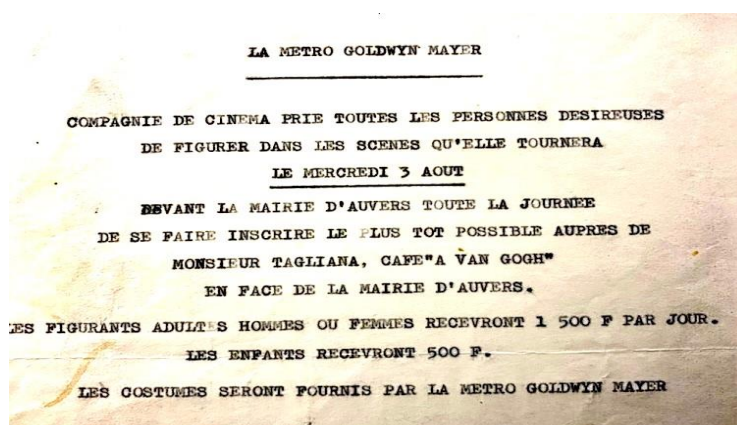 LA METRO GOLDWYN MAYER
COMPAGNIE DE CINEMA PRIE TOUTES LES PERSONNES DESIREUSES
DE FIGURER DANS LES SCENES QU'ELLE TOURNERA
LE MERCREDI 3 AOUT
DEVANT LA MAIRIE D'AUVERS TOUTE LA JOURNEE
DE SE FAIRE INSCRIRE LE PLUS TOT POSSIBLE AUPRES DE
MONSIEUR TAGLIANA, CAFE"A VAN GOGH"
EN FACE DE LA MAIRIE D'AUVERS.
LES FIGURANTS ADULTES HOMMES OU FEMMES RECEVRONT 1 500 F PAR JOUR.
LES ENFANTS RECEVRONT 500 F.
LES COSTUMES SERONT FOURNIS PAR LA METRO GOLDWYN MAYER